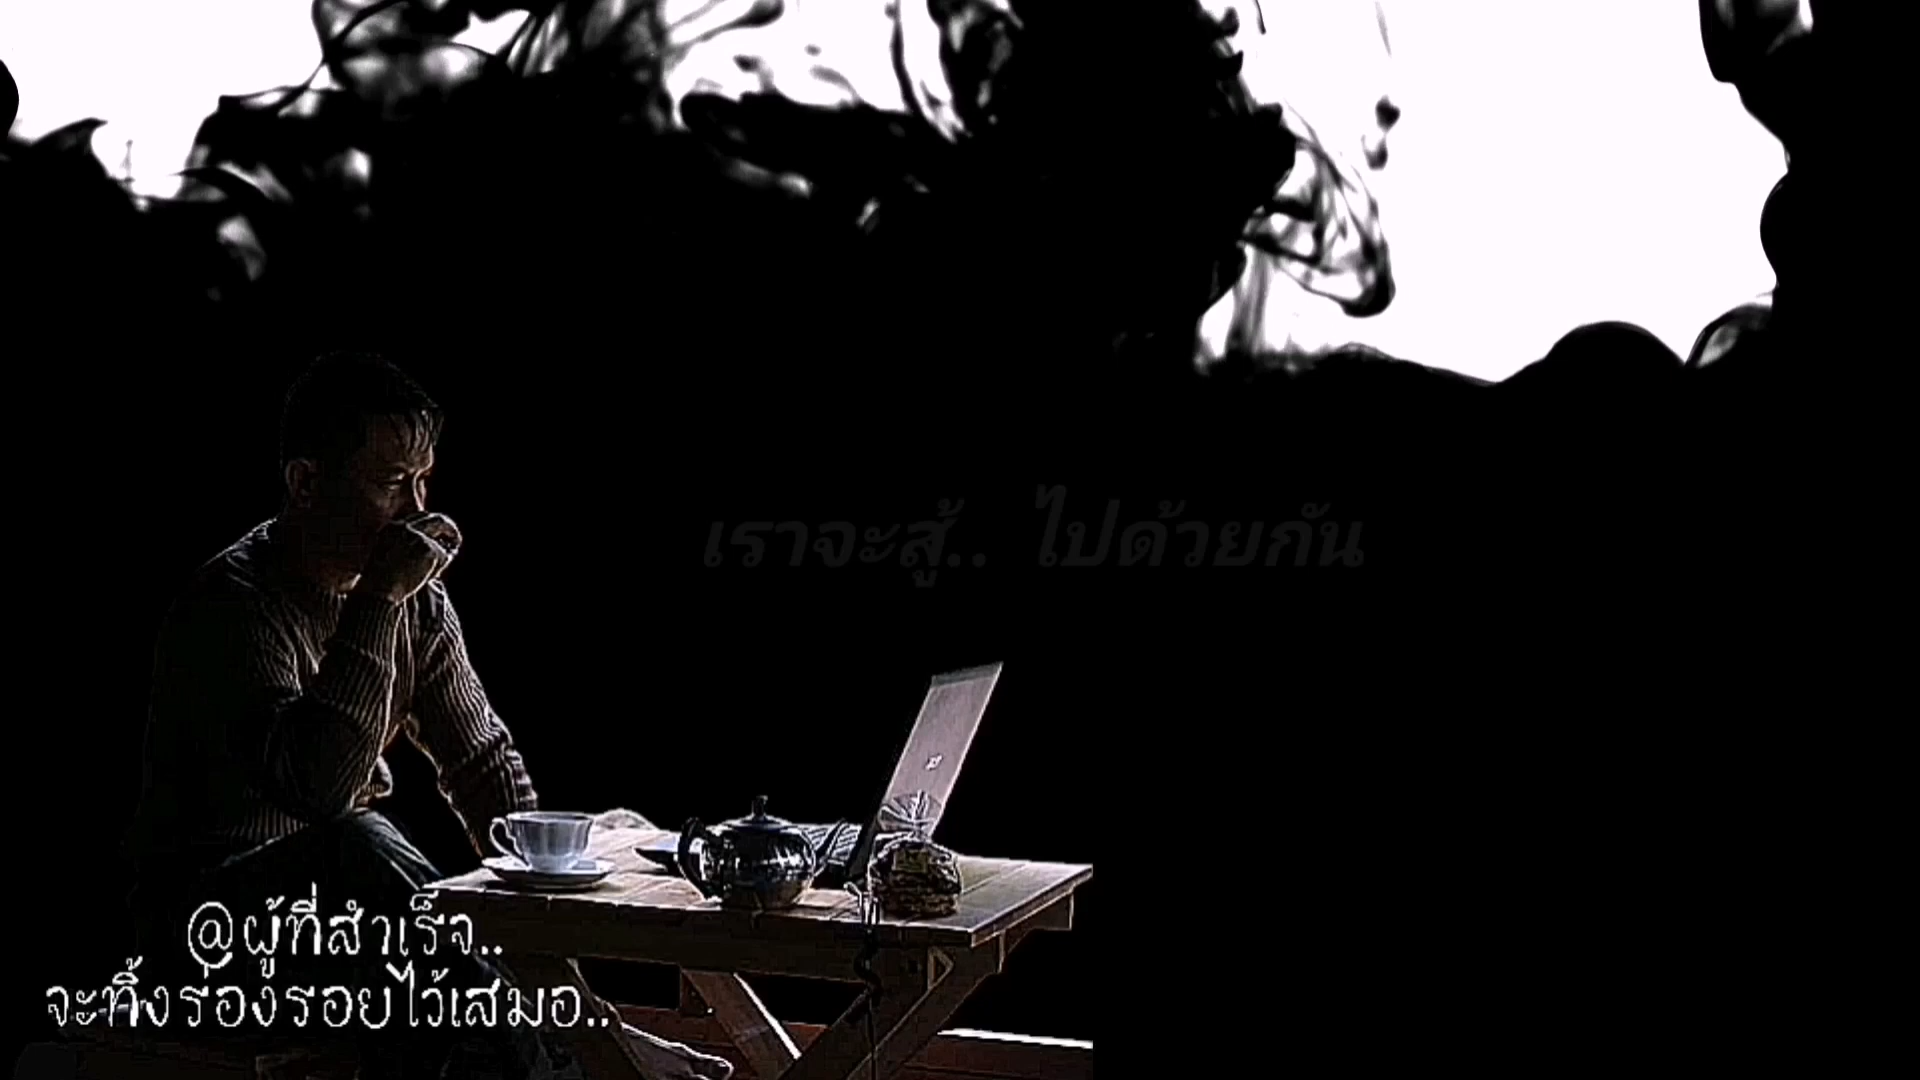 เราจะสู้.. ไปด้วยกัน
@ผู้ที่สำเร็จ..
จะทิ้งร่องรอยไว้เสมอ..